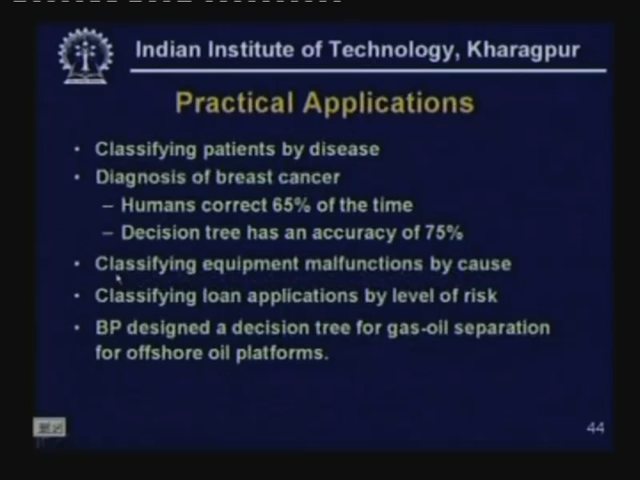 Indian Institute of Technology, Kharagpur
Practical Applications
• Classifying patients by disease
• Diagnosis of breast cancer
– Humans correct 65% of the time
– Decision tree has an accuracy of 75%
• Classifying equipment malfunctions by cause
• Classifying loan applications by level of risk
• BP designed a decision tree for gas-oil separation
for offshore oil platforms.
44